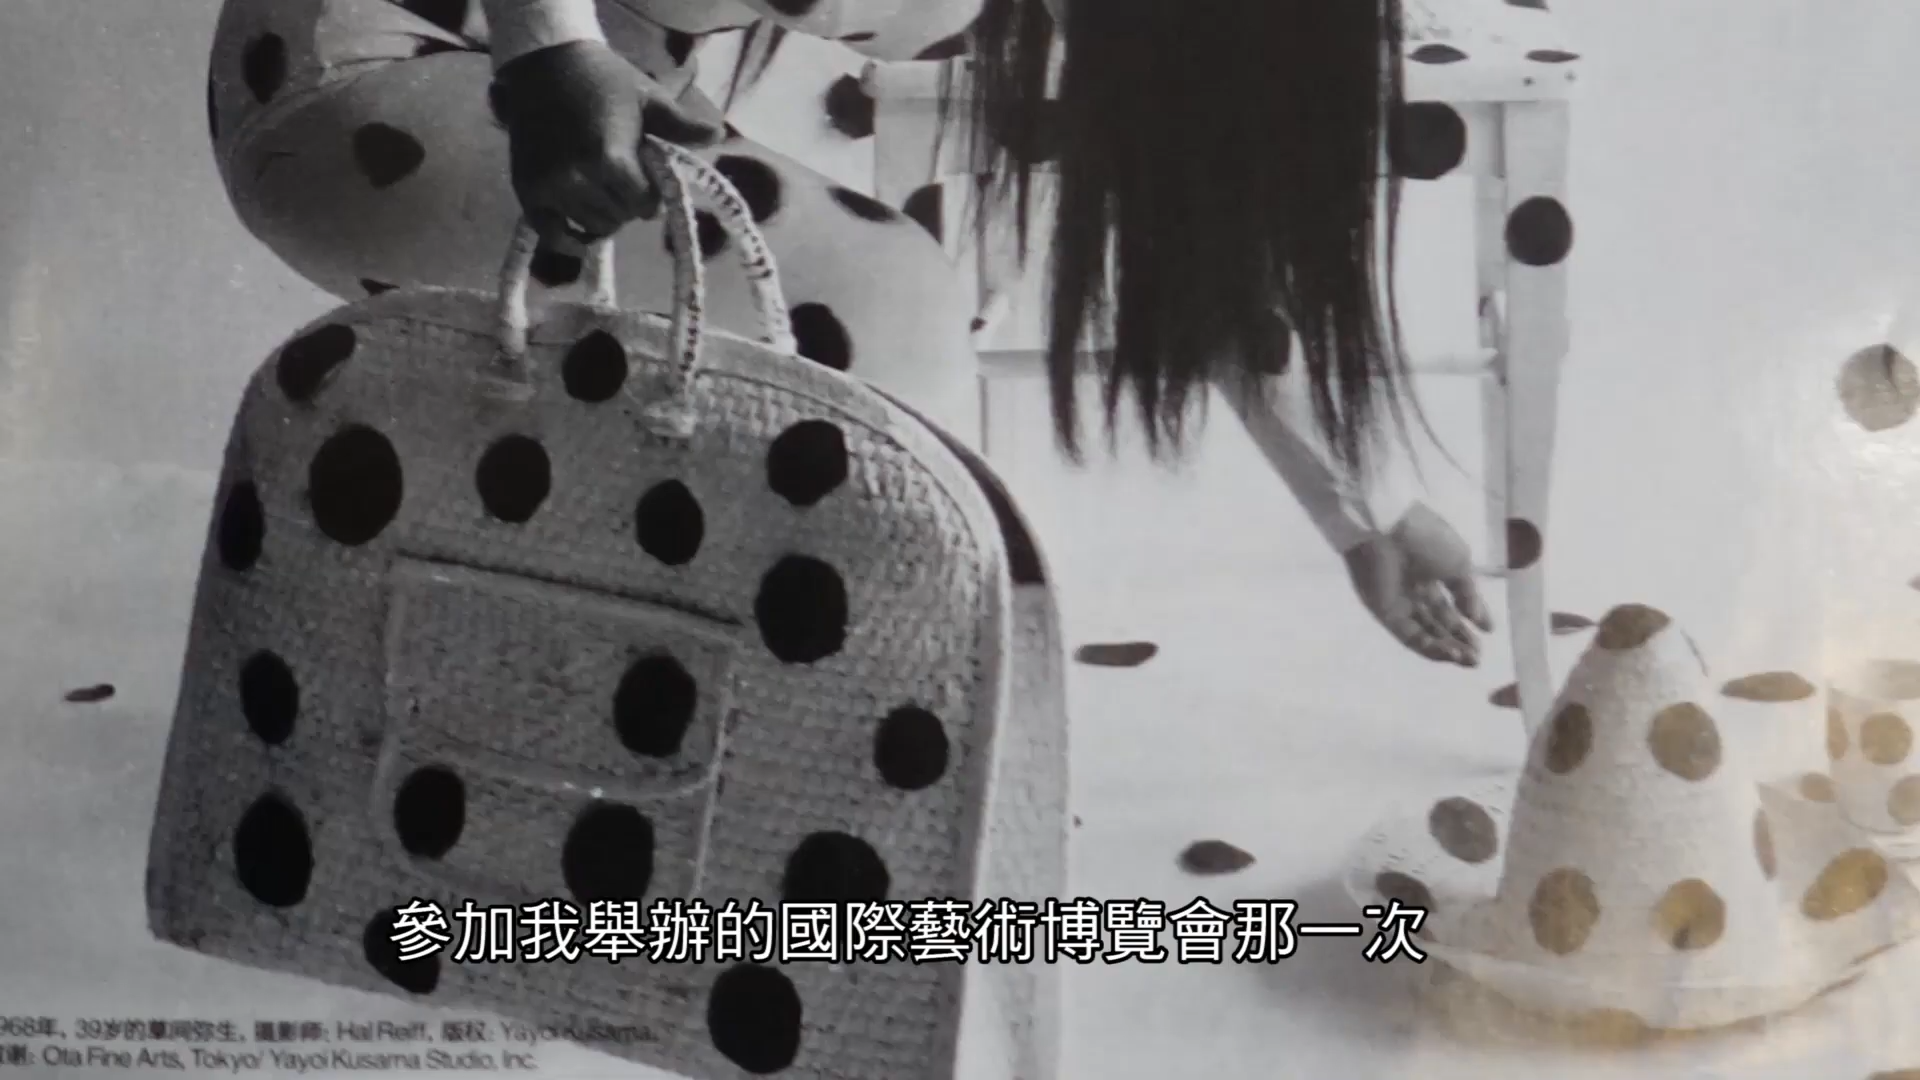 參加我舉辦的國際藝術博覽會那一次
968年, 39岁的草间弥生, 摄影师: Hal Reiff, 版权: Yayoi Kusama,
Ota Fine Arts, Tokyo/ Yayoi Kusama Studio, Inc.